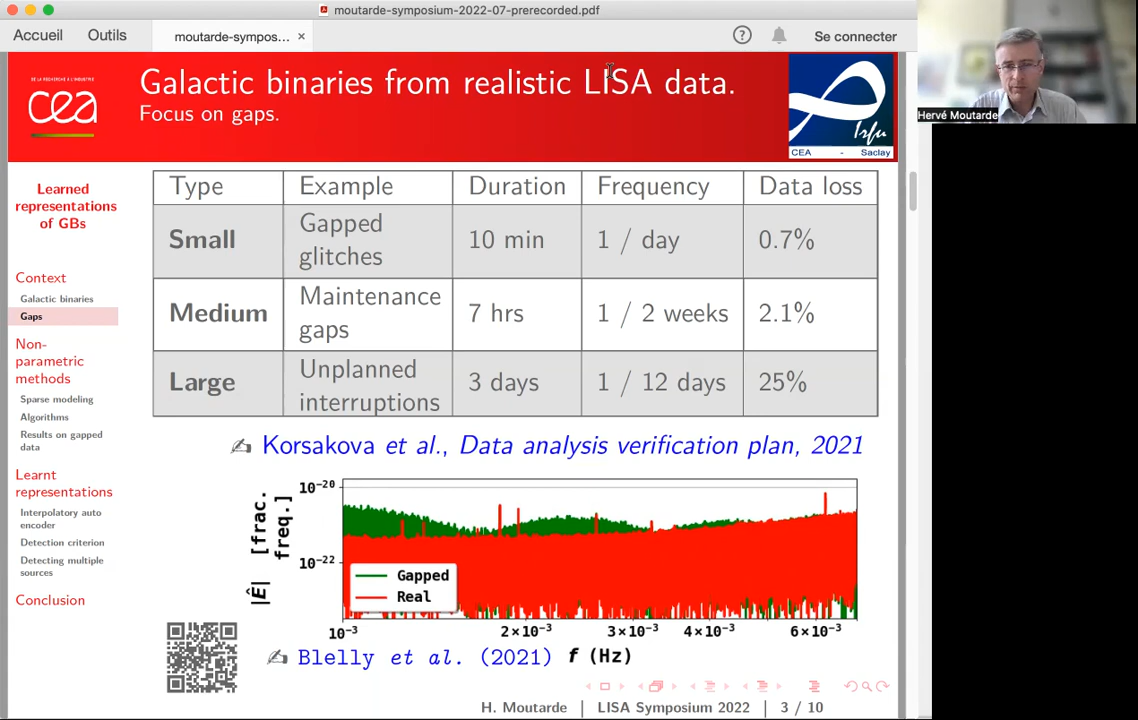 moutarde-symposium-2022-07-prerecorded.pdf
Accueil Outils moutarde-sympos... × ? Se connecter
DE LA RECHERCHE À L'INDUSTRIE
cea
Galactic binaries from realistic LISA data.
Focus on gaps.
Irfu
CEA - Saclay
Hervé Moutarde
Learned
representations
of GBs
Context
Galactic binaries
Gaps
Non-
parametric
methods
Sparse modeling
Algorithms
Results on gapped
data
Learnt
representations
Interpolatory auto
encoder
Detection criterion
Detecting multiple
sources
Conclusion
Type Example Duration Frequency Data loss
Small Gapped glitches 10 min 1 / day 0.7%
Medium Maintenance gaps 7 hrs 1 / 2 weeks 2.1%
Large Unplanned interruptions 3 days 1 / 12 days 25%
Korsakova et al., Data analysis verification plan, 2021
|Ê| [frac. freq.]
10⁻²⁰
10⁻²²
Gapped
Real
10⁻³ 2×10⁻³ 3×10⁻³ 4×10⁻³ 6×10⁻³
Blelly et al. (2021) f (Hz)
H. Moutarde | LISA Symposium 2022 | 3 / 10